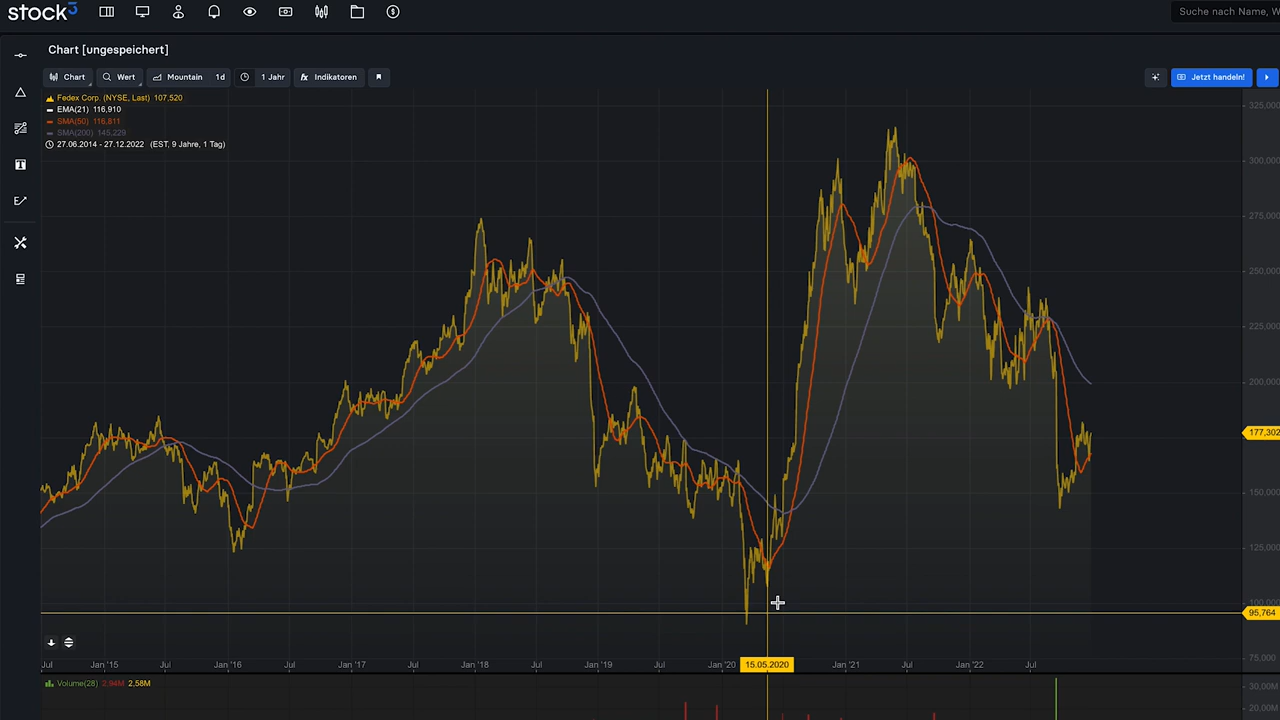 stock3
Suche nach Name, W
Chart [ungespeichert]
Chart Wert Mountain 1d 1 Jahr fx Indikatoren Jetzt handeln!
Fedex Corp. (NYSE, Last) 107,520
EMA(21) 116,910
SMA(50) 116,811
SMA(200) 145,229
27.06.2014 - 27.12.2022 (EST, 9 Jahre, 1 Tag)
325,000
300,000
275,000
250,000
225,000
200,000
177,302
150,000
125,000
100,000
95,764
75,000
Jul Jan '15 Jul Jan '16 Jul Jan '17 Jul Jan '18 Jul Jan '19 Jul Jan '20 15.05.2020 Jan '21 Jul Jan '22 Jul
Volume(28) 2,94M 2,58M
30,00M
20,00M